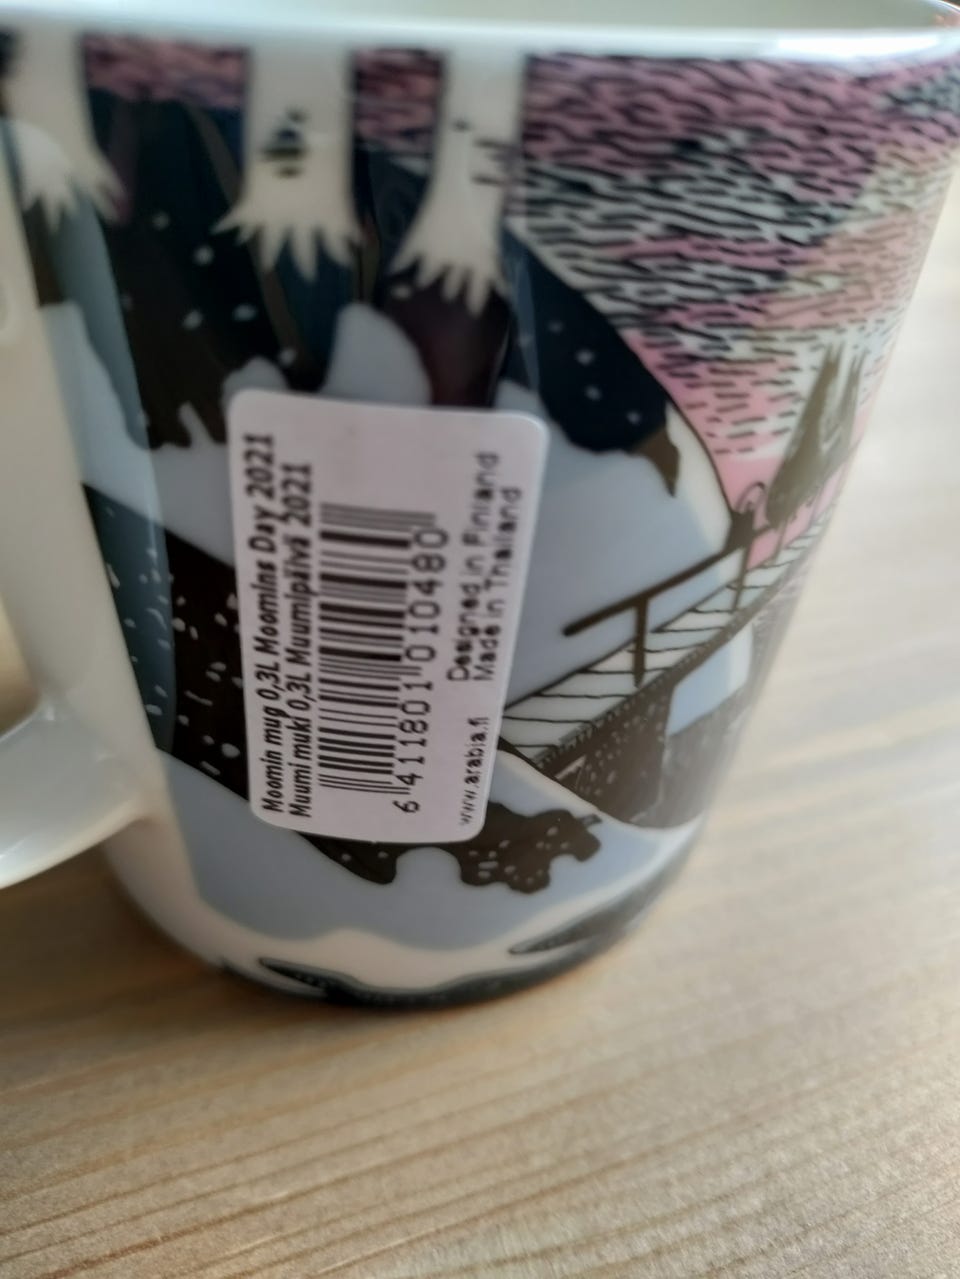 Moomin mug 0,3L Moomins Day 2021
Muumi muki 0,3L Muumipäivä 2021
6 411801 010480
Designed in Finland
Made in Thailand
www.arabia.fi